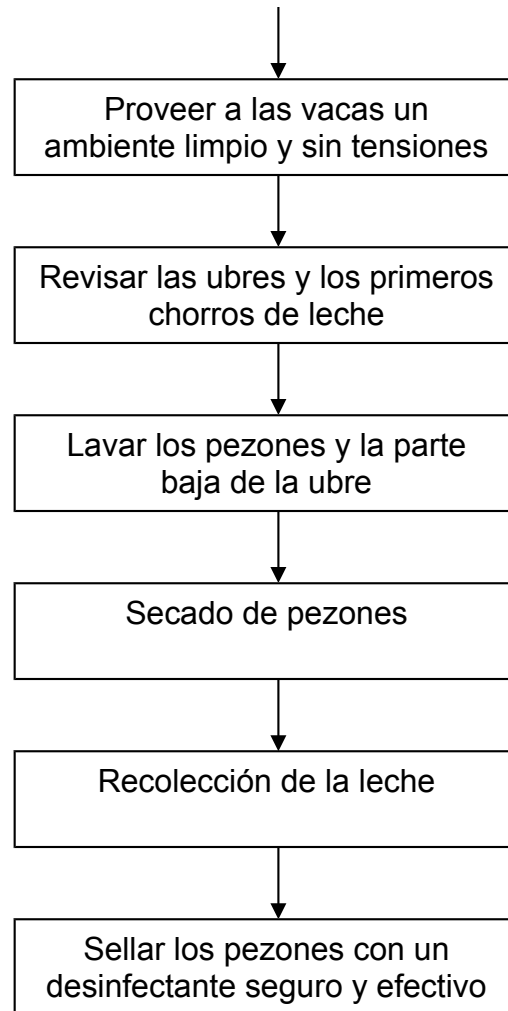 Proveer a las vacas un
ambiente limpio y sin tensiones
Revisar las ubres y los primeros
chorros de leche
Lavar los pezones y la parte
baja de la ubre
Secado de pezones
Recolección de la leche
Sellar los pezones con un
desinfectante seguro y efectivo